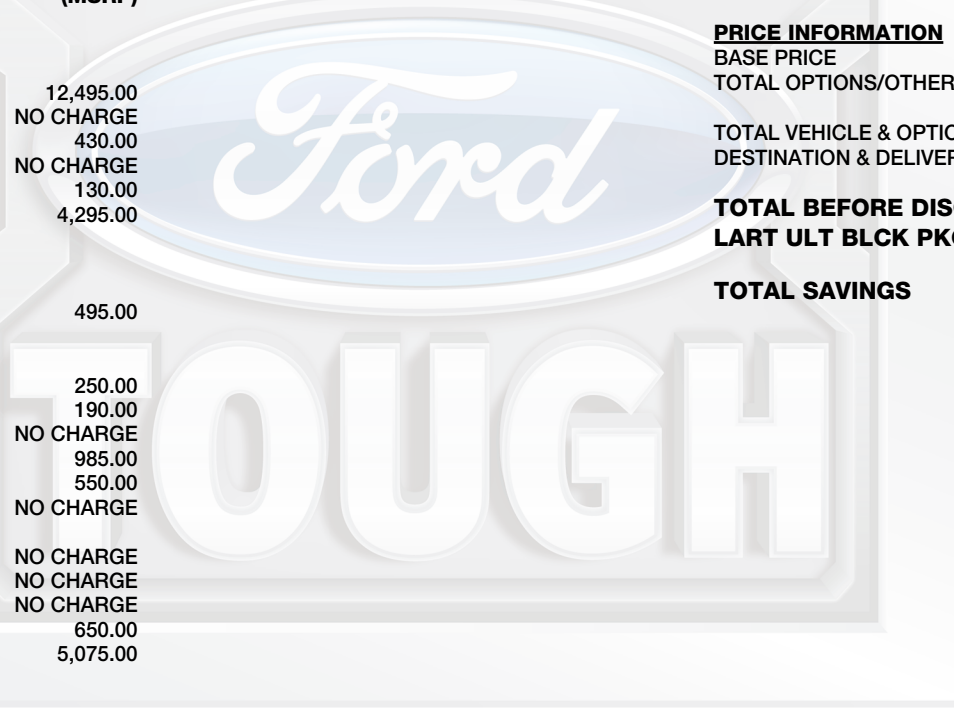 (MSRP)
12,495.00
NO CHARGE
430.00
NO CHARGE
130.00
4,295.00
495.00
250.00
190.00
NO CHARGE
985.00
550.00
NO CHARGE
NO CHARGE
NO CHARGE
NO CHARGE
650.00
5,075.00
PRICE INFORMATION
BASE PRICE
TOTAL OPTIONS/OTHER
TOTAL VEHICLE & OPTIO
DESTINATION & DELIVER
TOTAL BEFORE DIS
LART ULT BLCK PK
TOTAL SAVINGS
Ford
TOUGH